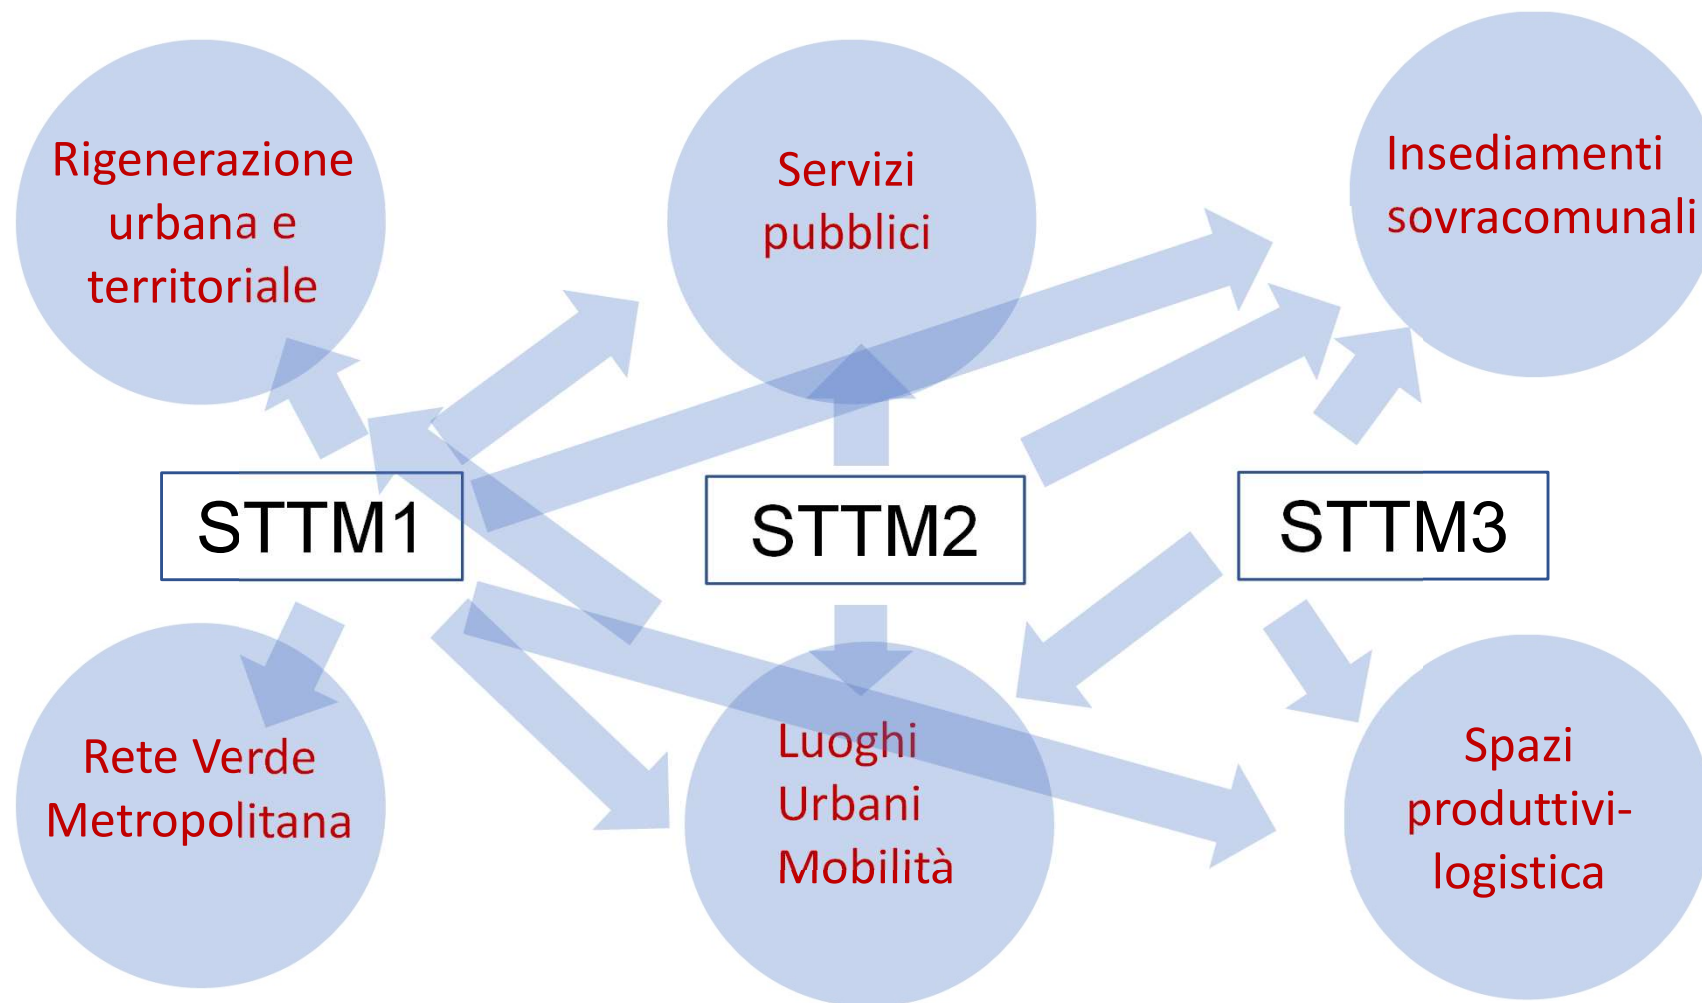 Rigenerazione
urbana e
territoriale
Servizi
pubblici
Insediamenti
sovracomunali
STTM1
STTM2
STTM3
Rete Verde
Metropolitana
Luoghi
Urbani
Mobilità
Spazi
produttivi-
logistica